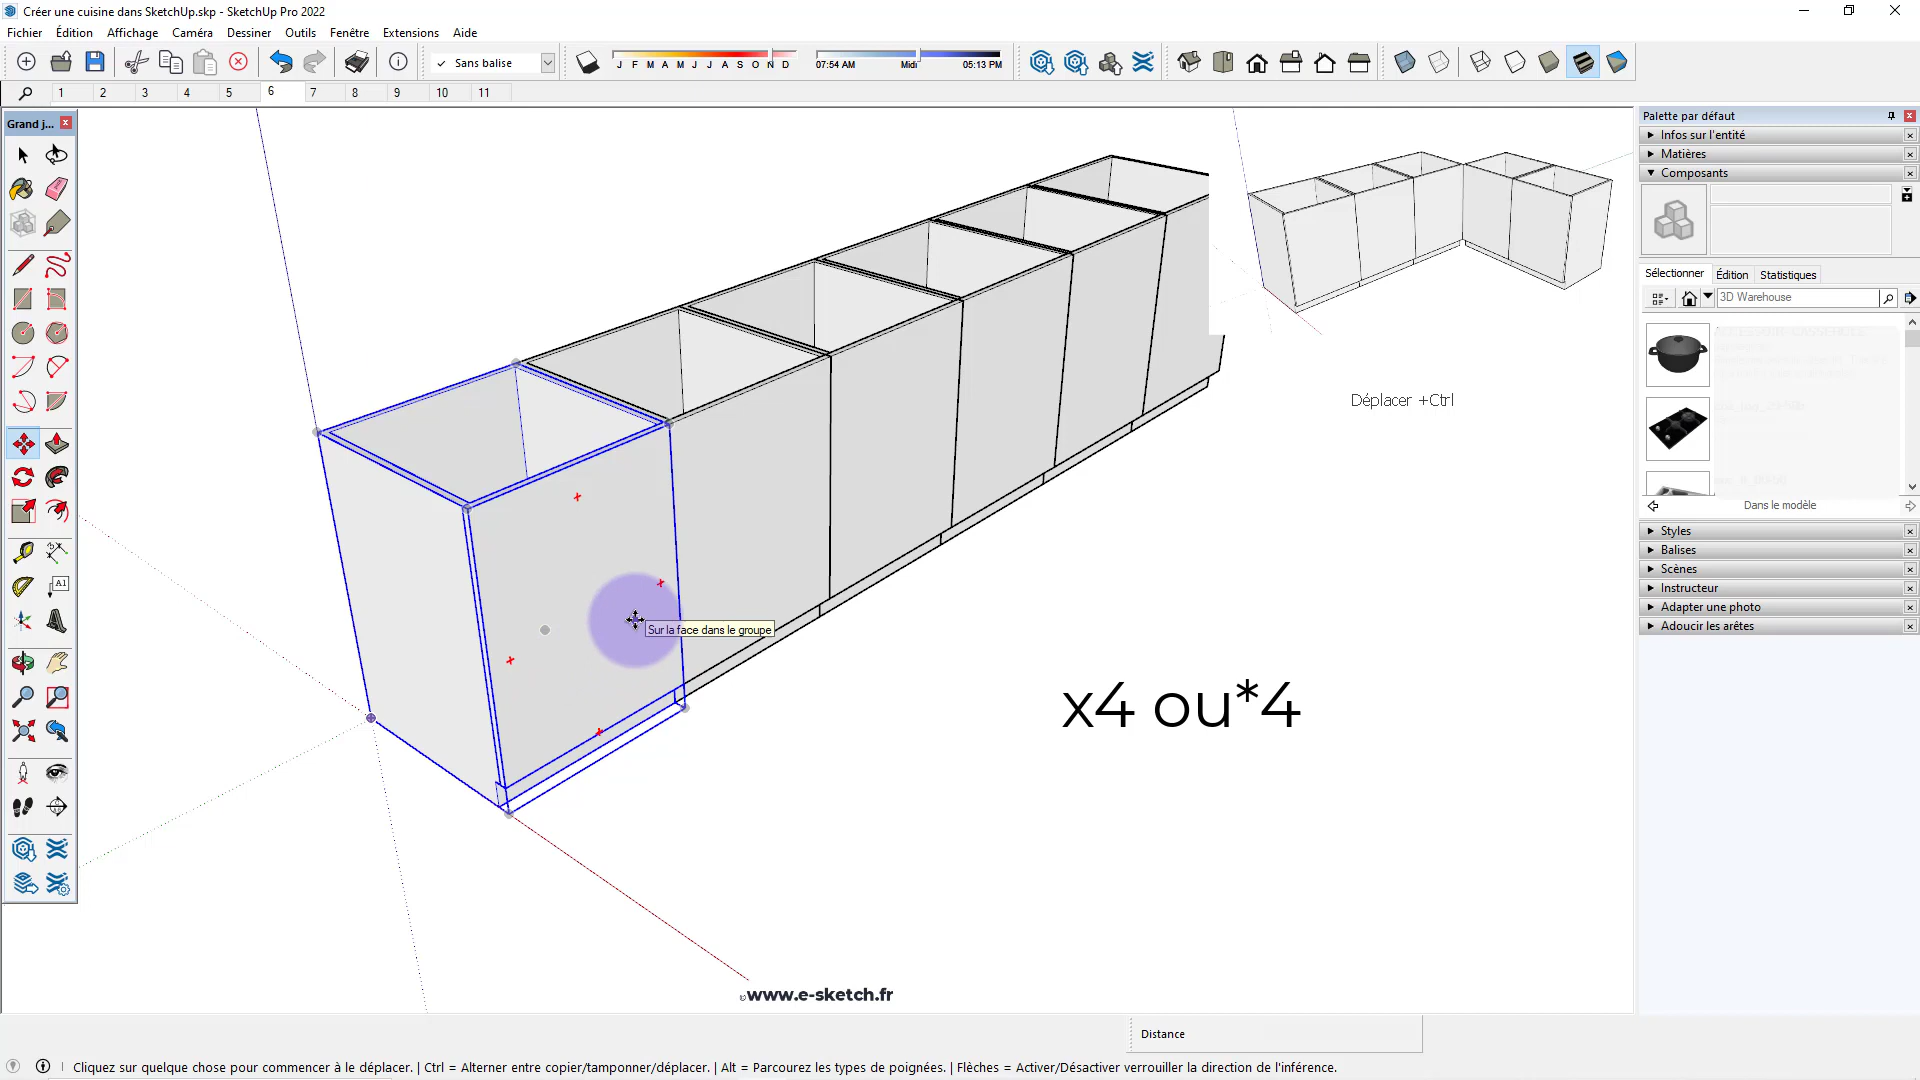 Créer une cuisine dans SketchUp.skp - SketchUp Pro 2022
Fichier Édition Affichage Caméra Dessiner Outils Fenêtre Extensions Aide
Sans balise
J F M A M J J A S O N D
07:54 AM Midi 05:13 PM
1 2 3 4 5 6 7 8 9 10 11
Grand j...
A1
Palette par défaut
Infos sur l'entité
Matières
Composants
Sélectionner Édition Statistiques
3D Warehouse
Dans le modèle
Styles
Balises
Scènes
Instructeur
Adapter une photo
Adoucir les arêtes
Déplacer +Ctrl
Sur la face dans le groupe
x4 ou*4
©www.e-sketch.fr
Distance
Cliquez sur quelque chose pour commencer à le déplacer. | Ctrl = Alterner entre copier/tamponner/déplacer. | Alt = Parcourez les types de poignées. | Flèches = Activer/Désactiver verrouiller la direction de l'inférence.